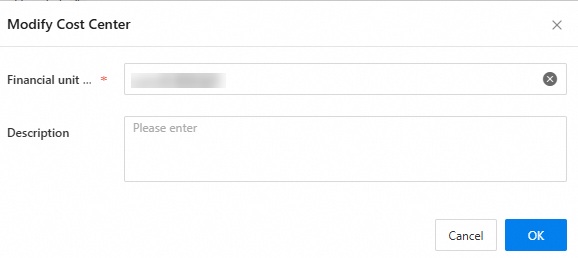 Modify Cost Center
Financial unit ... *
Description
Please enter
Cancel
OK